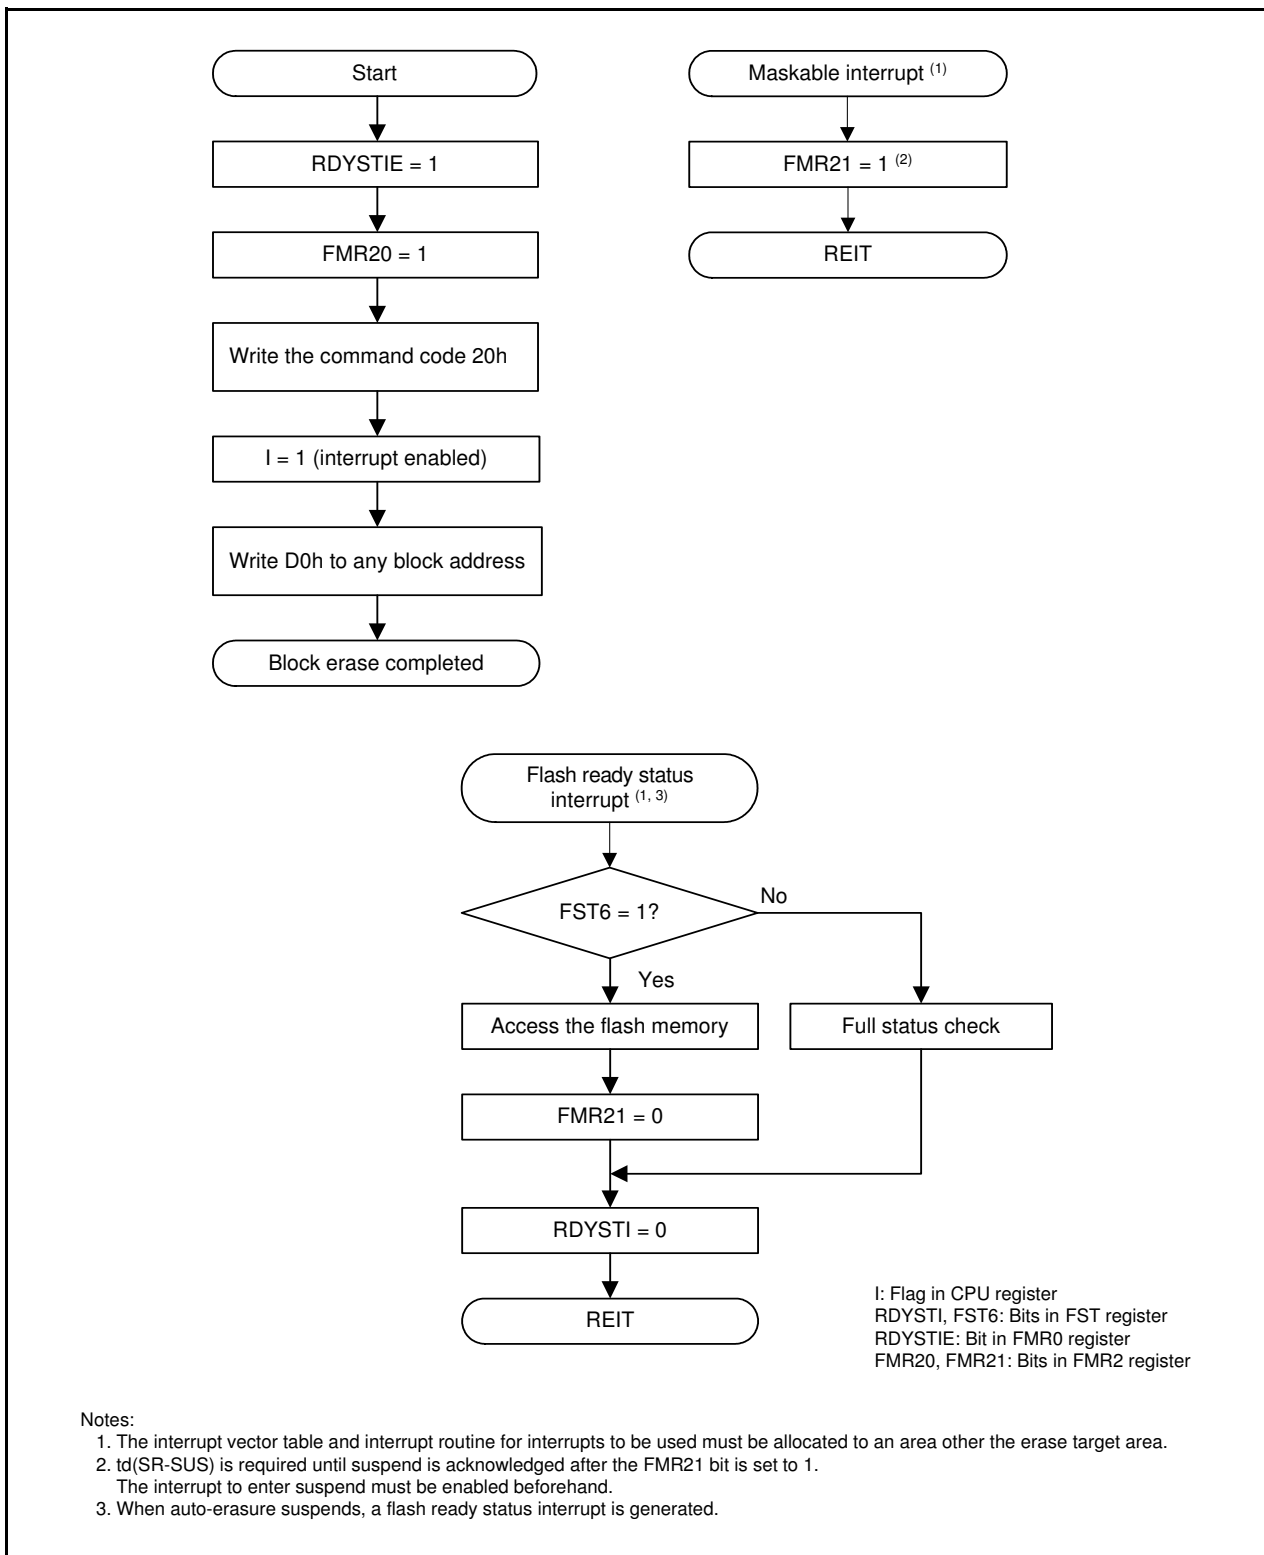 Start
RDYSTIE = 1
FMR20 = 1
Write the command code 20h
I = 1 (interrupt enabled)
Write D0h to any block address
Block erase completed
Maskable interrupt (1)
FMR21 = 1 (2)
REIT
Flash ready status
interrupt (1, 3)
FST6 = 1?
No
Yes
Access the flash memory
Full status check
FMR21 = 0
RDYSTI = 0
REIT
I: Flag in CPU register
RDYSTI, FST6: Bits in FST register
RDYSTIE: Bit in FMR0 register
FMR20, FMR21: Bits in FMR2 register
Notes:
1. The interrupt vector table and interrupt routine for interrupts to be used must be allocated to an area other the erase target area.
2. td(SR-SUS) is required until suspend is acknowledged after the FMR21 bit is set to 1.
The interrupt to enter suspend must be enabled beforehand.
3. When auto-erasure suspends, a flash ready status interrupt is generated.